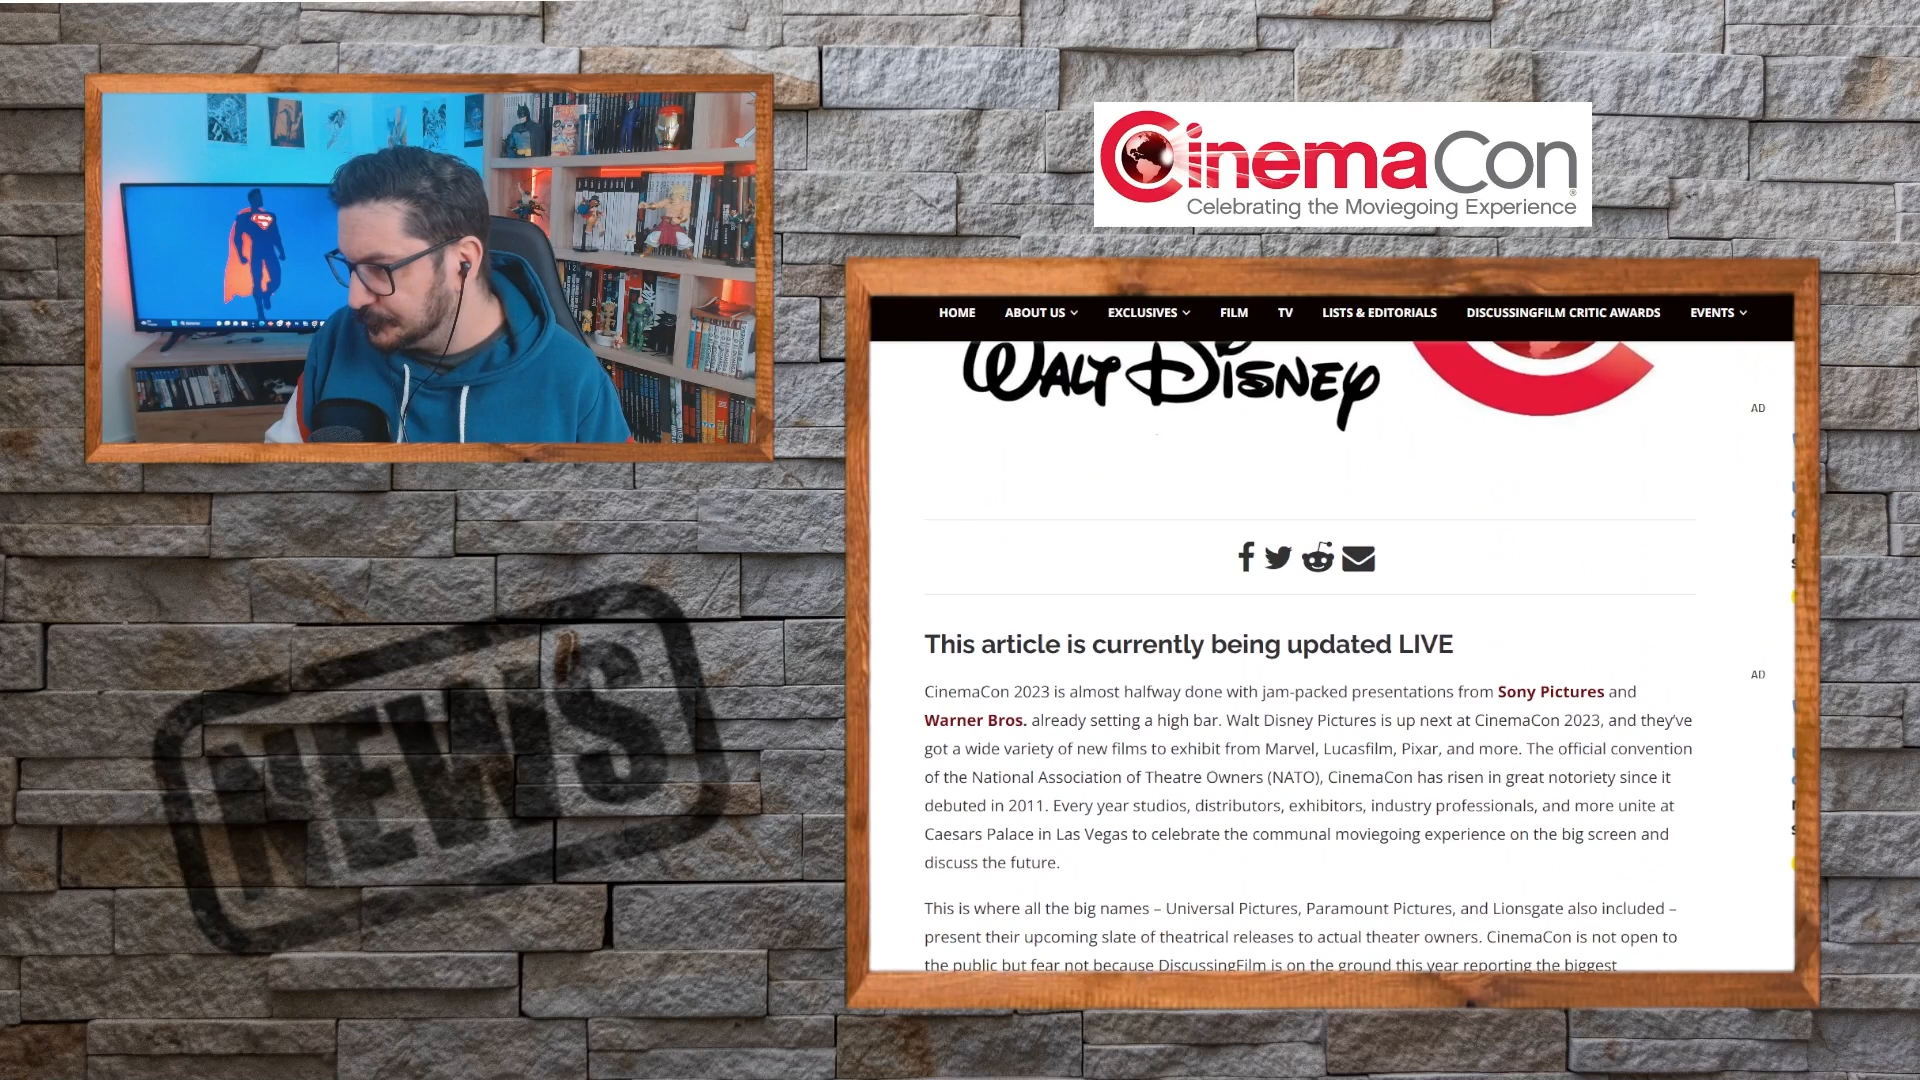 CinemaCon
Celebrating the Moviegoing Experience
HOME ABOUT US EXCLUSIVES FILM TV LISTS & EDITORIALS DISCUSSINGFILM CRITIC AWARDS EVENTS
WALT DISNEY
AD
This article is currently being updated LIVE
AD
CinemaCon 2023 is almost halfway done with jam-packed presentations from Sony Pictures and
Warner Bros. already setting a high bar. Walt Disney Pictures is up next at CinemaCon 2023, and they've
got a wide variety of new films to exhibit from Marvel, Lucasfilm, Pixar, and more. The official convention
of the National Association of Theatre Owners (NATO), CinemaCon has risen in great notoriety since it
debuted in 2011. Every year studios, distributors, exhibitors, industry professionals, and more unite at
Caesars Palace in Las Vegas to celebrate the communal moviegoing experience on the big screen and
discuss the future.
This is where all the big names – Universal Pictures, Paramount Pictures, and Lionsgate also included –
present their upcoming slate of theatrical releases to actual theater owners. CinemaCon is not open to
the public but fear not because DiscussingFilm is on the ground this year reporting the biggest
NEWS